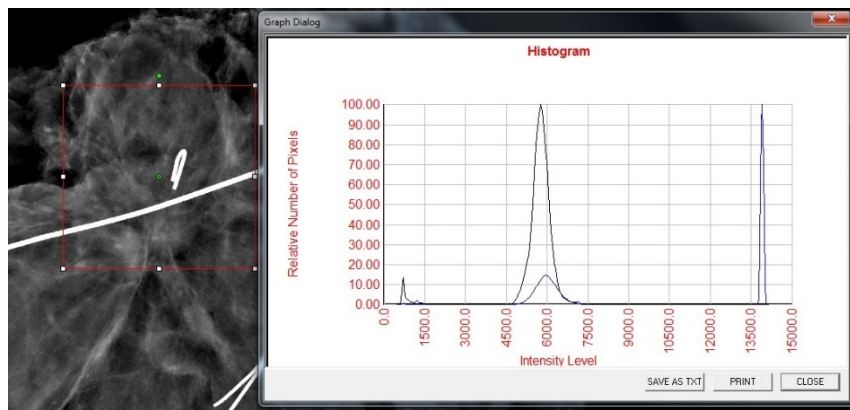 Graph Dialog
Histogram
Relative Number of Pixels
100.00
90.00
80.00
70.00
60.00
50.00
40.00
30.00
20.00
10.00
0.00
0.0 1500.0 3000.0 4500.0 6000.0 7500.0 9000.0 10500.0 12000.0 13500.0 15000.0
Intensity Level
SAVE AS TXT PRINT CLOSE